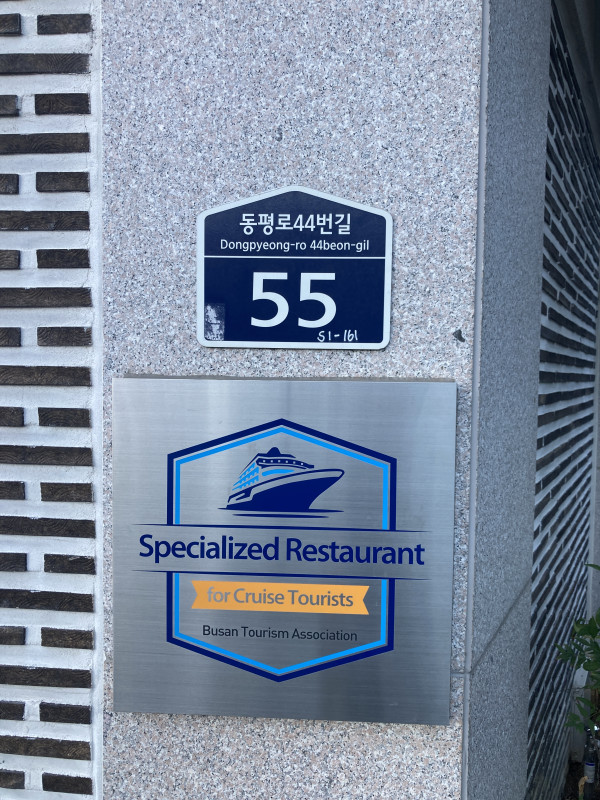 동평로44번길
Dongpyeong-ro 44beon-gil
55
S1-161
Specialized Restaurant
for Cruise Tourists
Busan Tourism Association